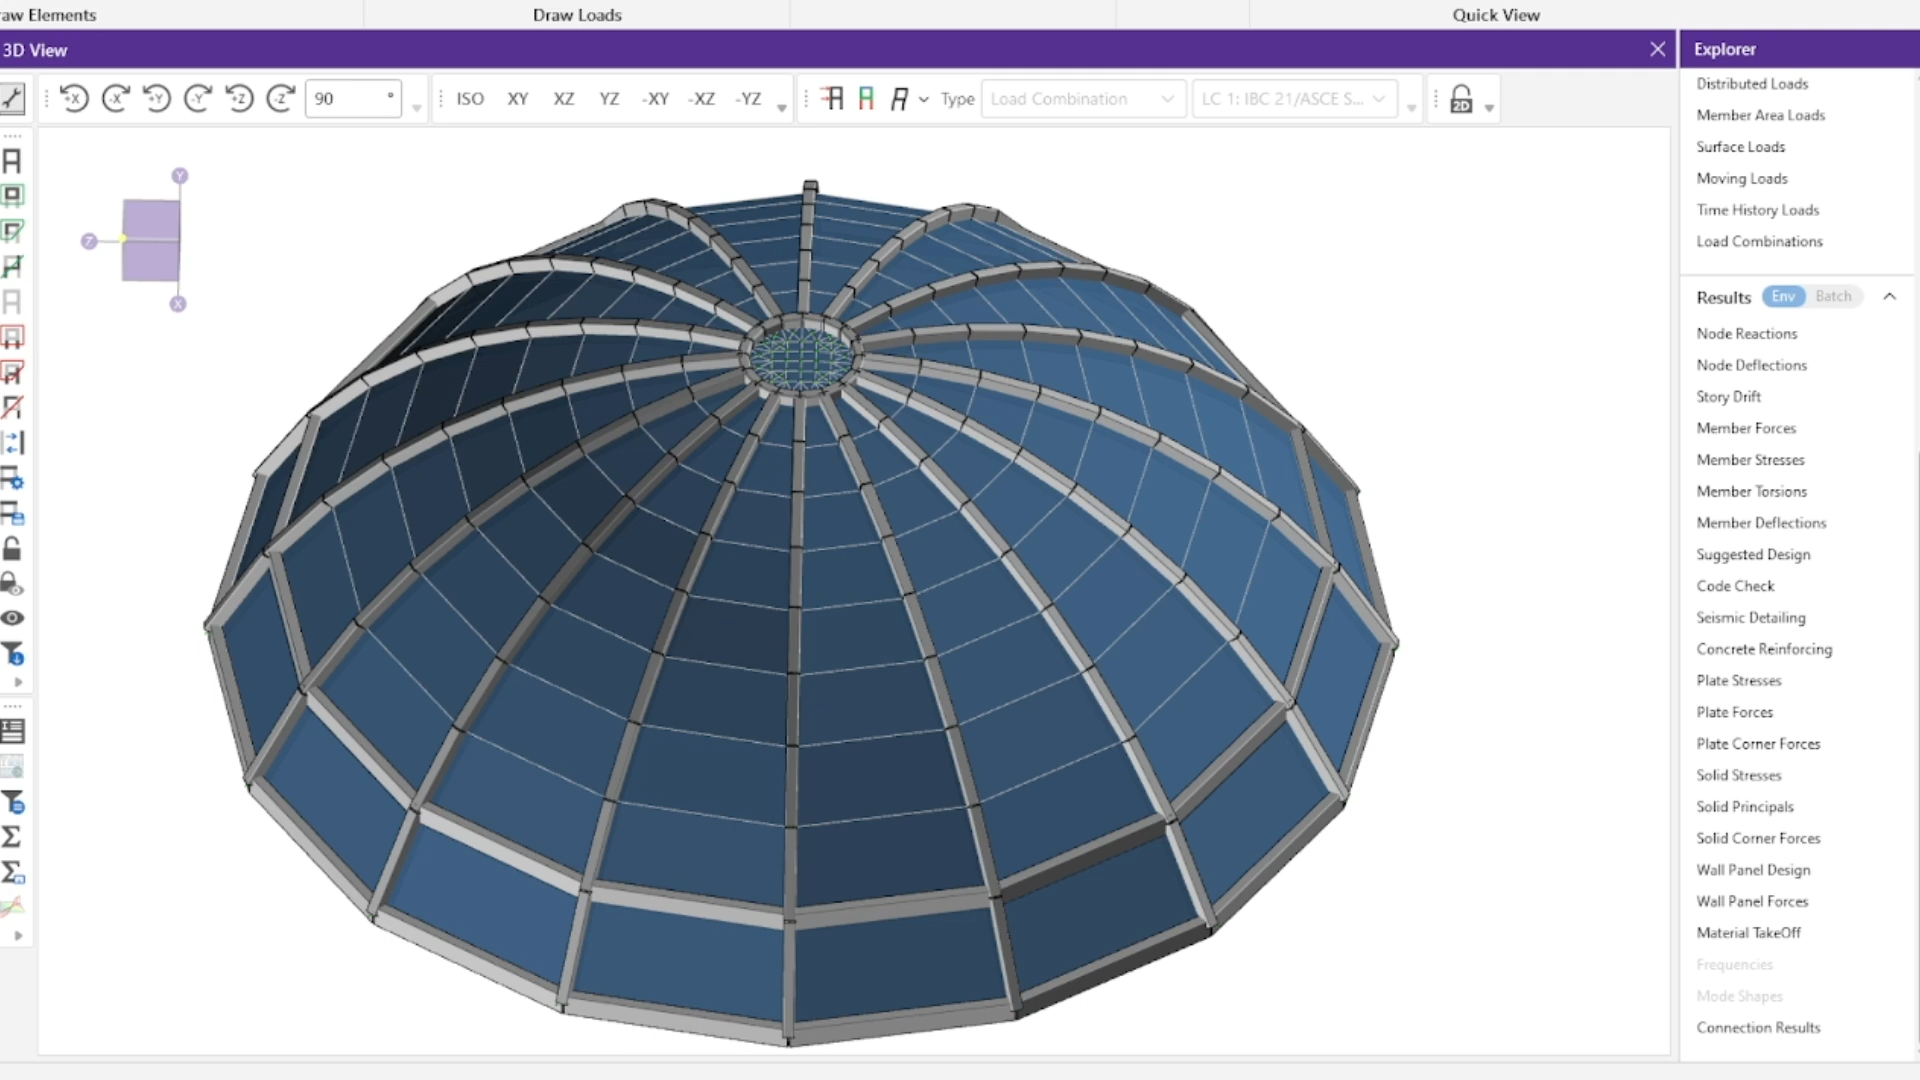 raw Elements
Draw Loads
Quick View
3D View
Explorer
X -X Y -Y Z -Z 90 ° ISO XY XZ YZ -XY -XZ -YZ Type Load Combination LC 1: IBC 21/ASCE S... 2D
Y
Z
X
Distributed Loads
Member Area Loads
Surface Loads
Moving Loads
Time History Loads
Load Combinations
Results Env Batch
Node Reactions
Node Deflections
Story Drift
Member Forces
Member Stresses
Member Torsions
Member Deflections
Suggested Design
Code Check
Seismic Detailing
Concrete Reinforcing
Plate Stresses
Plate Forces
Plate Corner Forces
Solid Stresses
Solid Principals
Solid Corner Forces
Wall Panel Design
Wall Panel Forces
Material TakeOff
Frequencies
Mode Shapes
Connection Results